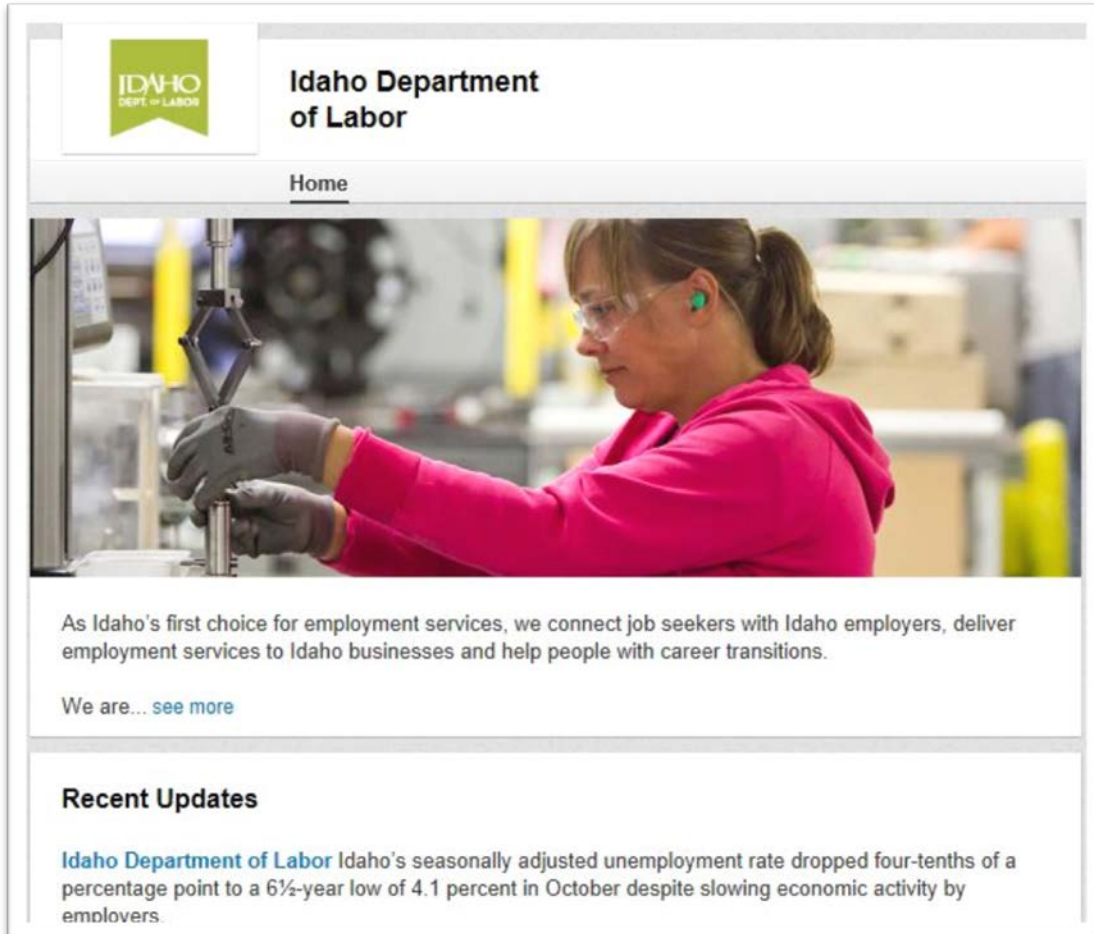 IDAHO
DEPT. OF LABOR
Idaho Department
of Labor
Home
As Idaho's first choice for employment services, we connect job seekers with Idaho employers, deliver
employment services to Idaho businesses and help people with career transitions.
We are... see more
Recent Updates
Idaho Department of Labor Idaho's seasonally adjusted unemployment rate dropped four-tenths of a
percentage point to a 6½-year low of 4.1 percent in October despite slowing economic activity by
employers.